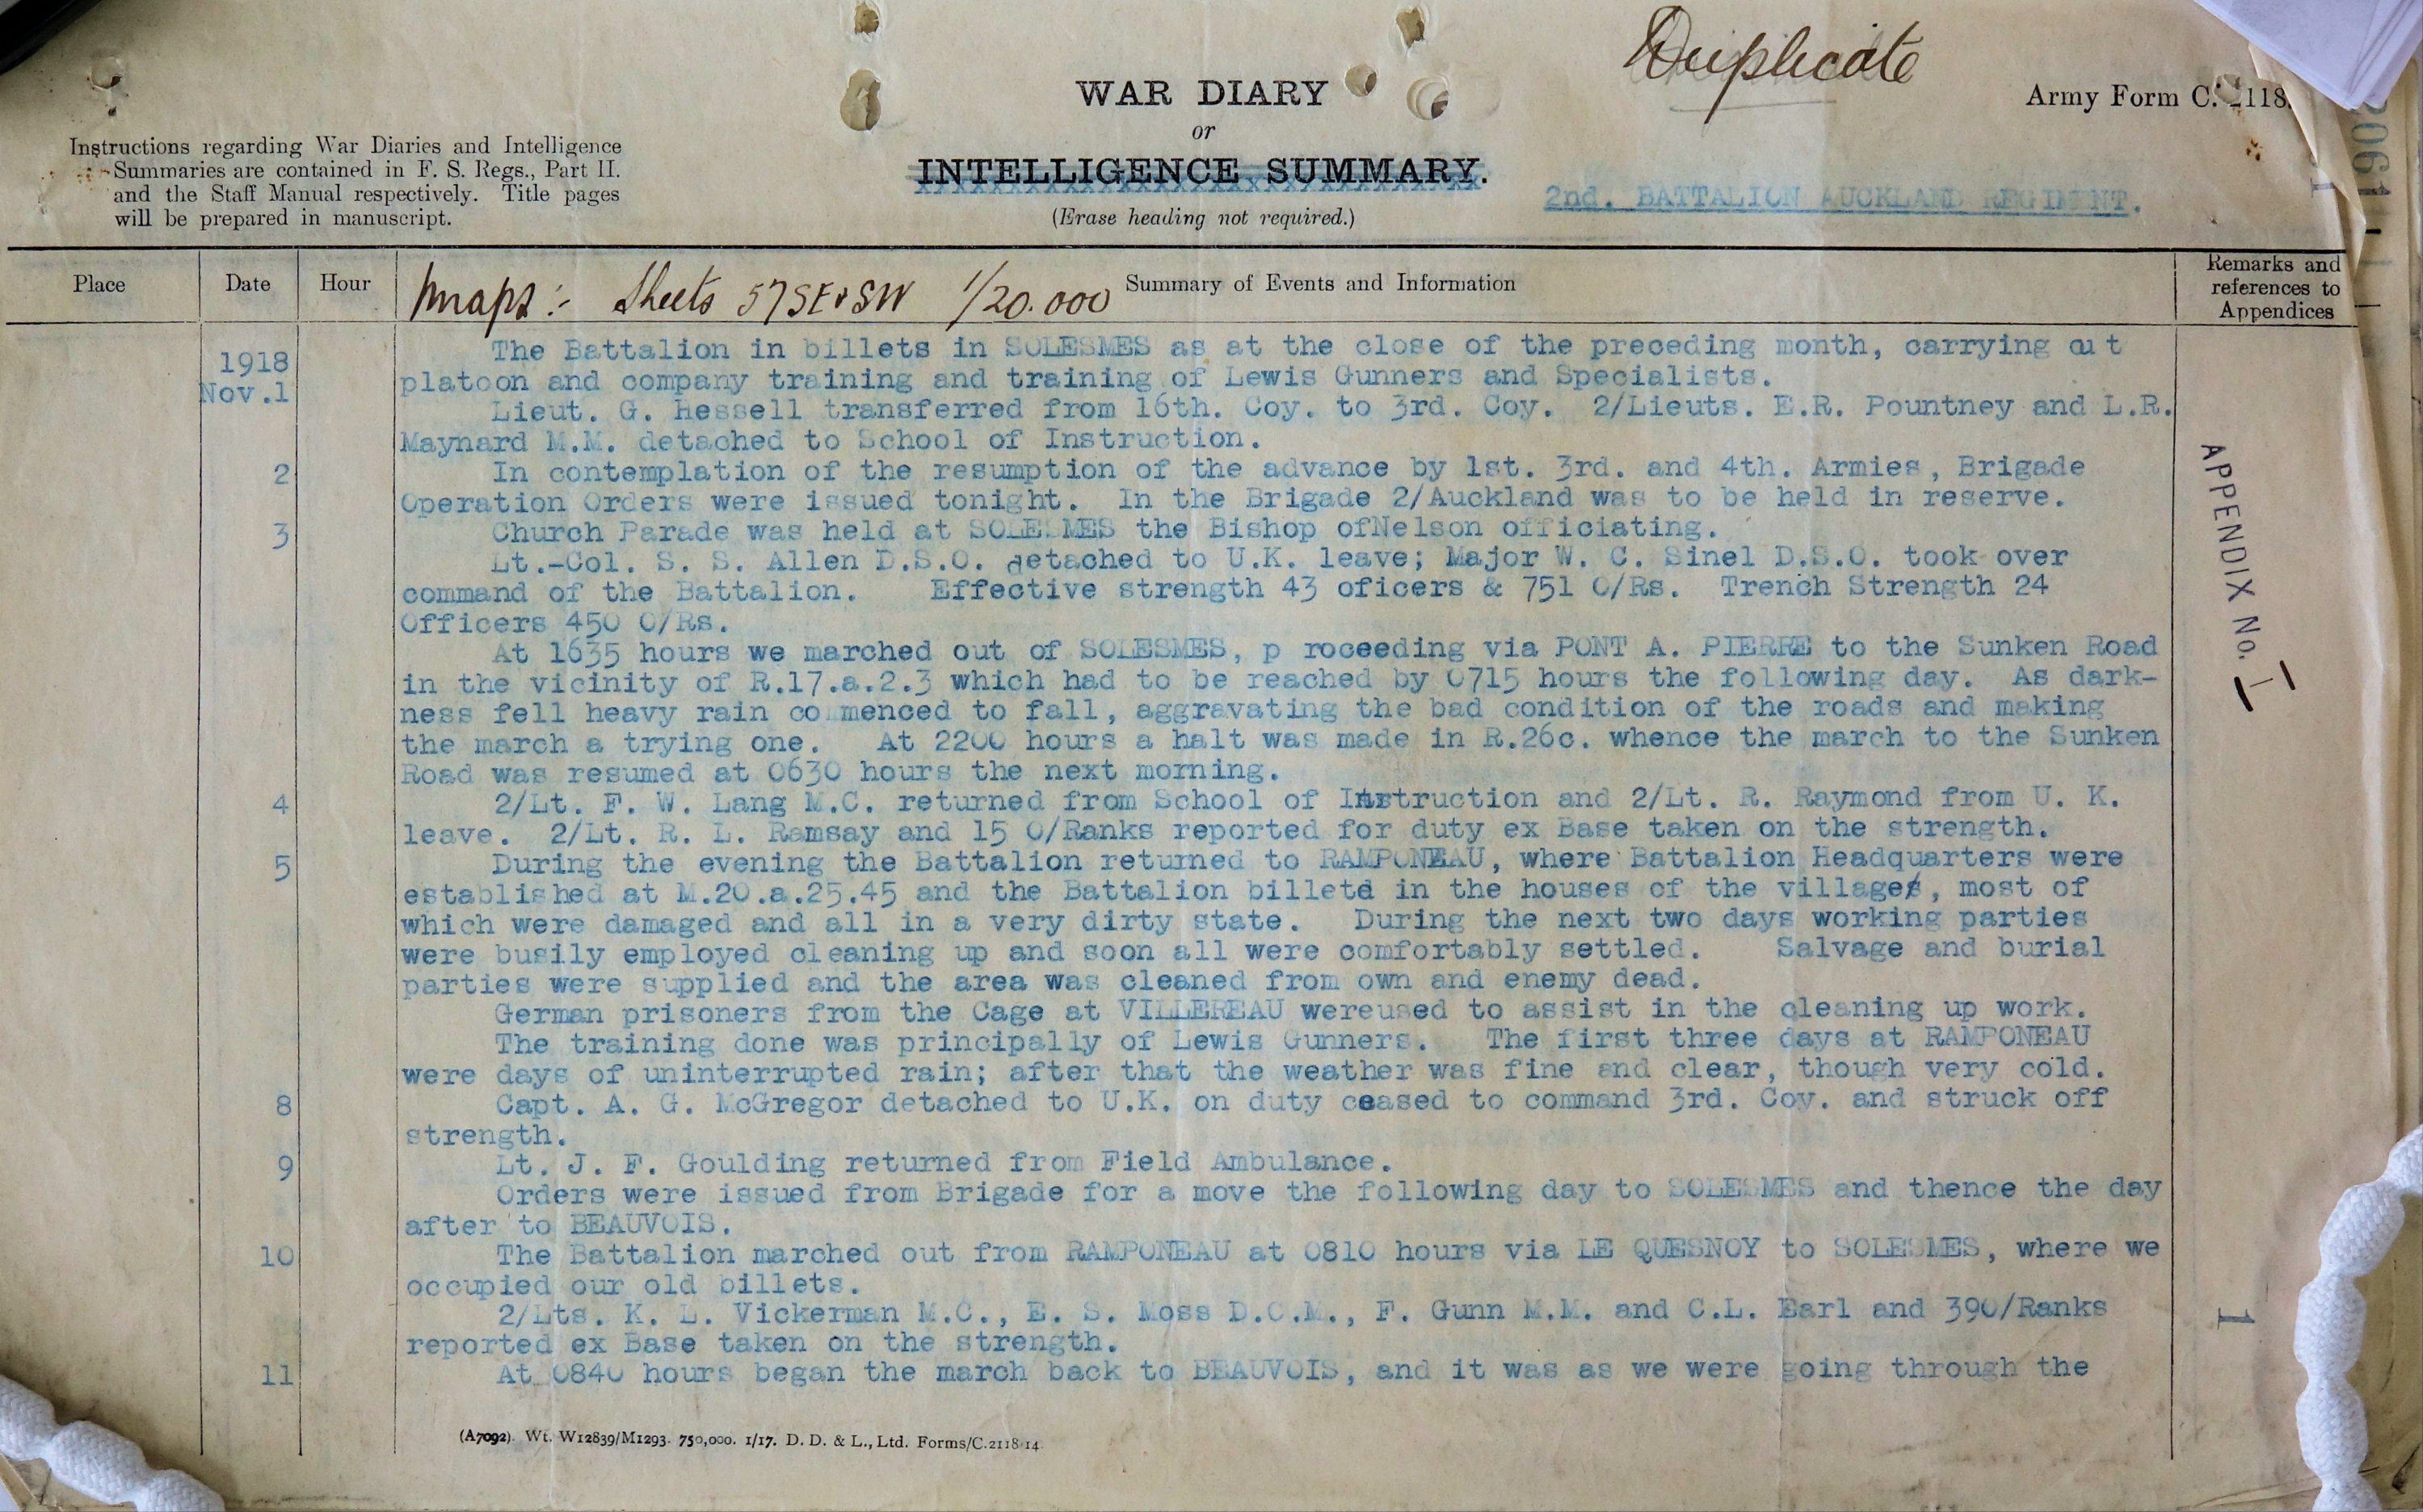 Duplicate
WAR DIARY
or
INTELLIGENCE SUMMARY.
(Erase heading not required.)
Army Form C. 2118.
Instructions regarding War Diaries and Intelligence
Summaries are contained in F. S. Regs., Part II.
and the Staff Manual respectively. Title pages
will be prepared in manuscript.
2nd. BATTALION AUCKLAND REGIMENT.
Place Date Hour Summary of Events and Information Remarks and references to Appendices
Maps :- Sheets 57 SE & SW 1/20.000
1918
Nov.1
The Battalion in billets in SOLESMES as at the close of the preceding month, carrying out
platoon and company training and training of Lewis Gunners and Specialists.
Lieut. G. Hessell transferred from 16th. Coy. to 3rd. Coy. 2/Lieuts. E.R. Pountney and L.R.
Maynard M.M. detached to School of Instruction.
2 In contemplation of the resumption of the advance by 1st. 3rd. and 4th. Armies, Brigade
Operation Orders were issued tonight. In the Brigade 2/Auckland was to be held in reserve.
3 Church Parade was held at SOLESMES the Bishop ofNelson officiating.
Lt.-Col. S. S. Allen D.S.O. detached to U.K. leave; Major W. C. Sinel D.S.O. took over
command of the Battalion. Effective strength 43 oficers & 751 O/Rs. Trench Strength 24
Officers 450 O/Rs.
At 1635 hours we marched out of SOLESMES, p roceeding via PONT A. PIERRE to the Sunken Road
in the vicinity of R.17.a.2.3 which had to be reached by 0715 hours the following day. As dark-
ness fell heavy rain commenced to fall, aggravating the bad condition of the roads and making
the march a trying one. At 2200 hours a halt was made in R.26c. whence the march to the Sunken
Road was resumed at 0630 hours the next morning.
4 2/Lt. F. W. Lang M.C. returned from School of Instruction and 2/Lt. R. Raymond from U. K.
leave. 2/Lt. R. L. Ramsay and 15 O/Ranks reported for duty ex Base taken on the strength.
5 During the evening the Battalion returned to RAMPONEAU, where Battalion Headquarters were
established at M.20.a.25.45 and the Battalion billetd in the houses of the village, most of
which were damaged and all in a very dirty state. During the next two days working parties
were busily employed cleaning up and soon all were comfortably settled. Salvage and burial
parties were supplied and the area was cleaned from own and enemy dead.
German prisoners from the Cage at VILLEREAU wereused to assist in the cleaning up work.
The training done was principally of Lewis Gunners. The first three days at RAMPONEAU
were days of uninterrupted rain; after that the weather was fine and clear, though very cold.
8 Capt. A. G. McGregor detached to U.K. on duty ceased to command 3rd. Coy. and struck off
strength.
9 Lt. J. F. Goulding returned from Field Ambulance.
Orders were issued from Brigade for a move the following day to SOLESMES and thence the day
after to BEAUVOIS.
10 The Battalion marched out from RAMPONEAU at 0810 hours via LE QUESNOY to SOLESMES, where we
occupied our old billets.
2/Lts. K. L. Vickerman M.C., E. S. Moss D.C.M., F. Gunn M.M. and C.L. Earl and 390/Ranks
reported ex Base taken on the strength.
11 At 0840 hours began the march back to BEAUVOIS, and it was as we were going through the
APPENDIX No. 1
1
(A7092). Wt. W12839/M1293. 750,000. 1/17. D. D. & L., Ltd. Forms/C.2118/14